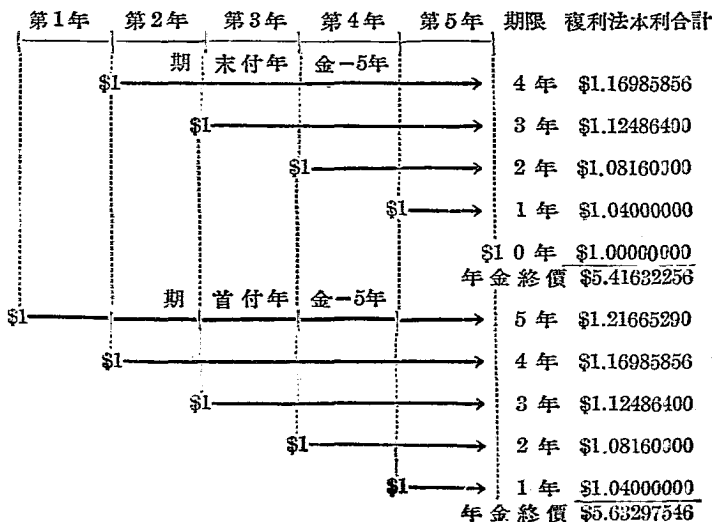 第1年 第2年 第3年 第4年 第5年 期限 複利法本利合計
期末付年金－5年
$1 4年 $1.16985856
$1 3年 $1.12486400
$1 2年 $1.08160000
$1 1年 $1.04000000
$1 0年 $1.00000000
年金終價 $5.41632256
期首付年金－5年
$1 5年 $1.21665290
$1 4年 $1.16985856
$1 3年 $1.12486400
$1 2年 $1.08160000
$1 1年 $1.04000000
年金終價 $5.63297546